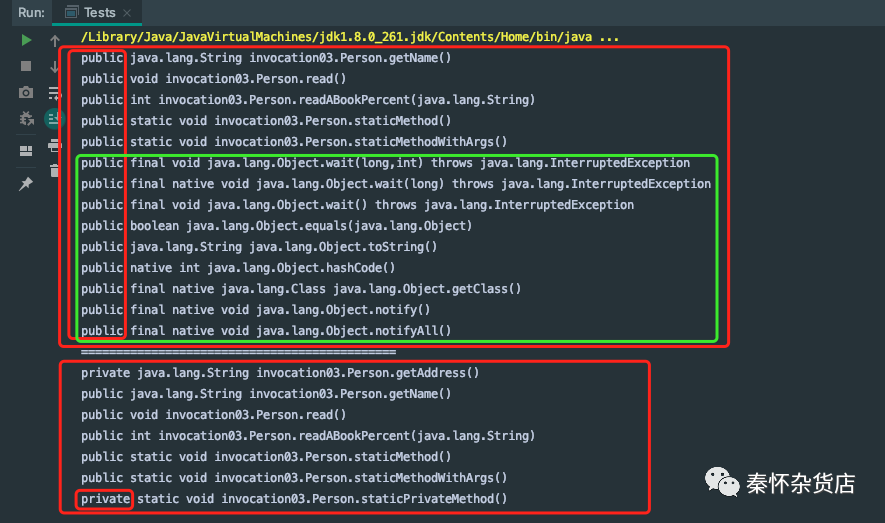 Run: Tests
/Library/Java/JavaVirtualMachines/jdk1.8.0_261.jdk/Contents/Home/bin/java ...
public java.lang.String invocation03.Person.getName()
public void invocation03.Person.read()
public int invocation03.Person.readABookPercent(java.lang.String)
public static void invocation03.Person.staticMethod()
public static void invocation03.Person.staticMethodWithArgs()
public final void java.lang.Object.wait(long,int) throws java.lang.InterruptedException
public final native void java.lang.Object.wait(long) throws java.lang.InterruptedException
public final void java.lang.Object.wait() throws java.lang.InterruptedException
public boolean java.lang.Object.equals(java.lang.Object)
public java.lang.String java.lang.Object.toString()
public native int java.lang.Object.hashCode()
public final native java.lang.Class java.lang.Object.getClass()
public final native void java.lang.Object.notify()
public final native void java.lang.Object.notifyAll()
=============================================
private java.lang.String invocation03.Person.getAddress()
public java.lang.String invocation03.Person.getName()
public void invocation03.Person.read()
public int invocation03.Person.readABookPercent(java.lang.String)
public static void invocation03.Person.staticMethod()
public static void invocation03.Person.staticMethodWithArgs()
private static void invocation03.Person.staticPrivateMethod()
秦怀杂货店